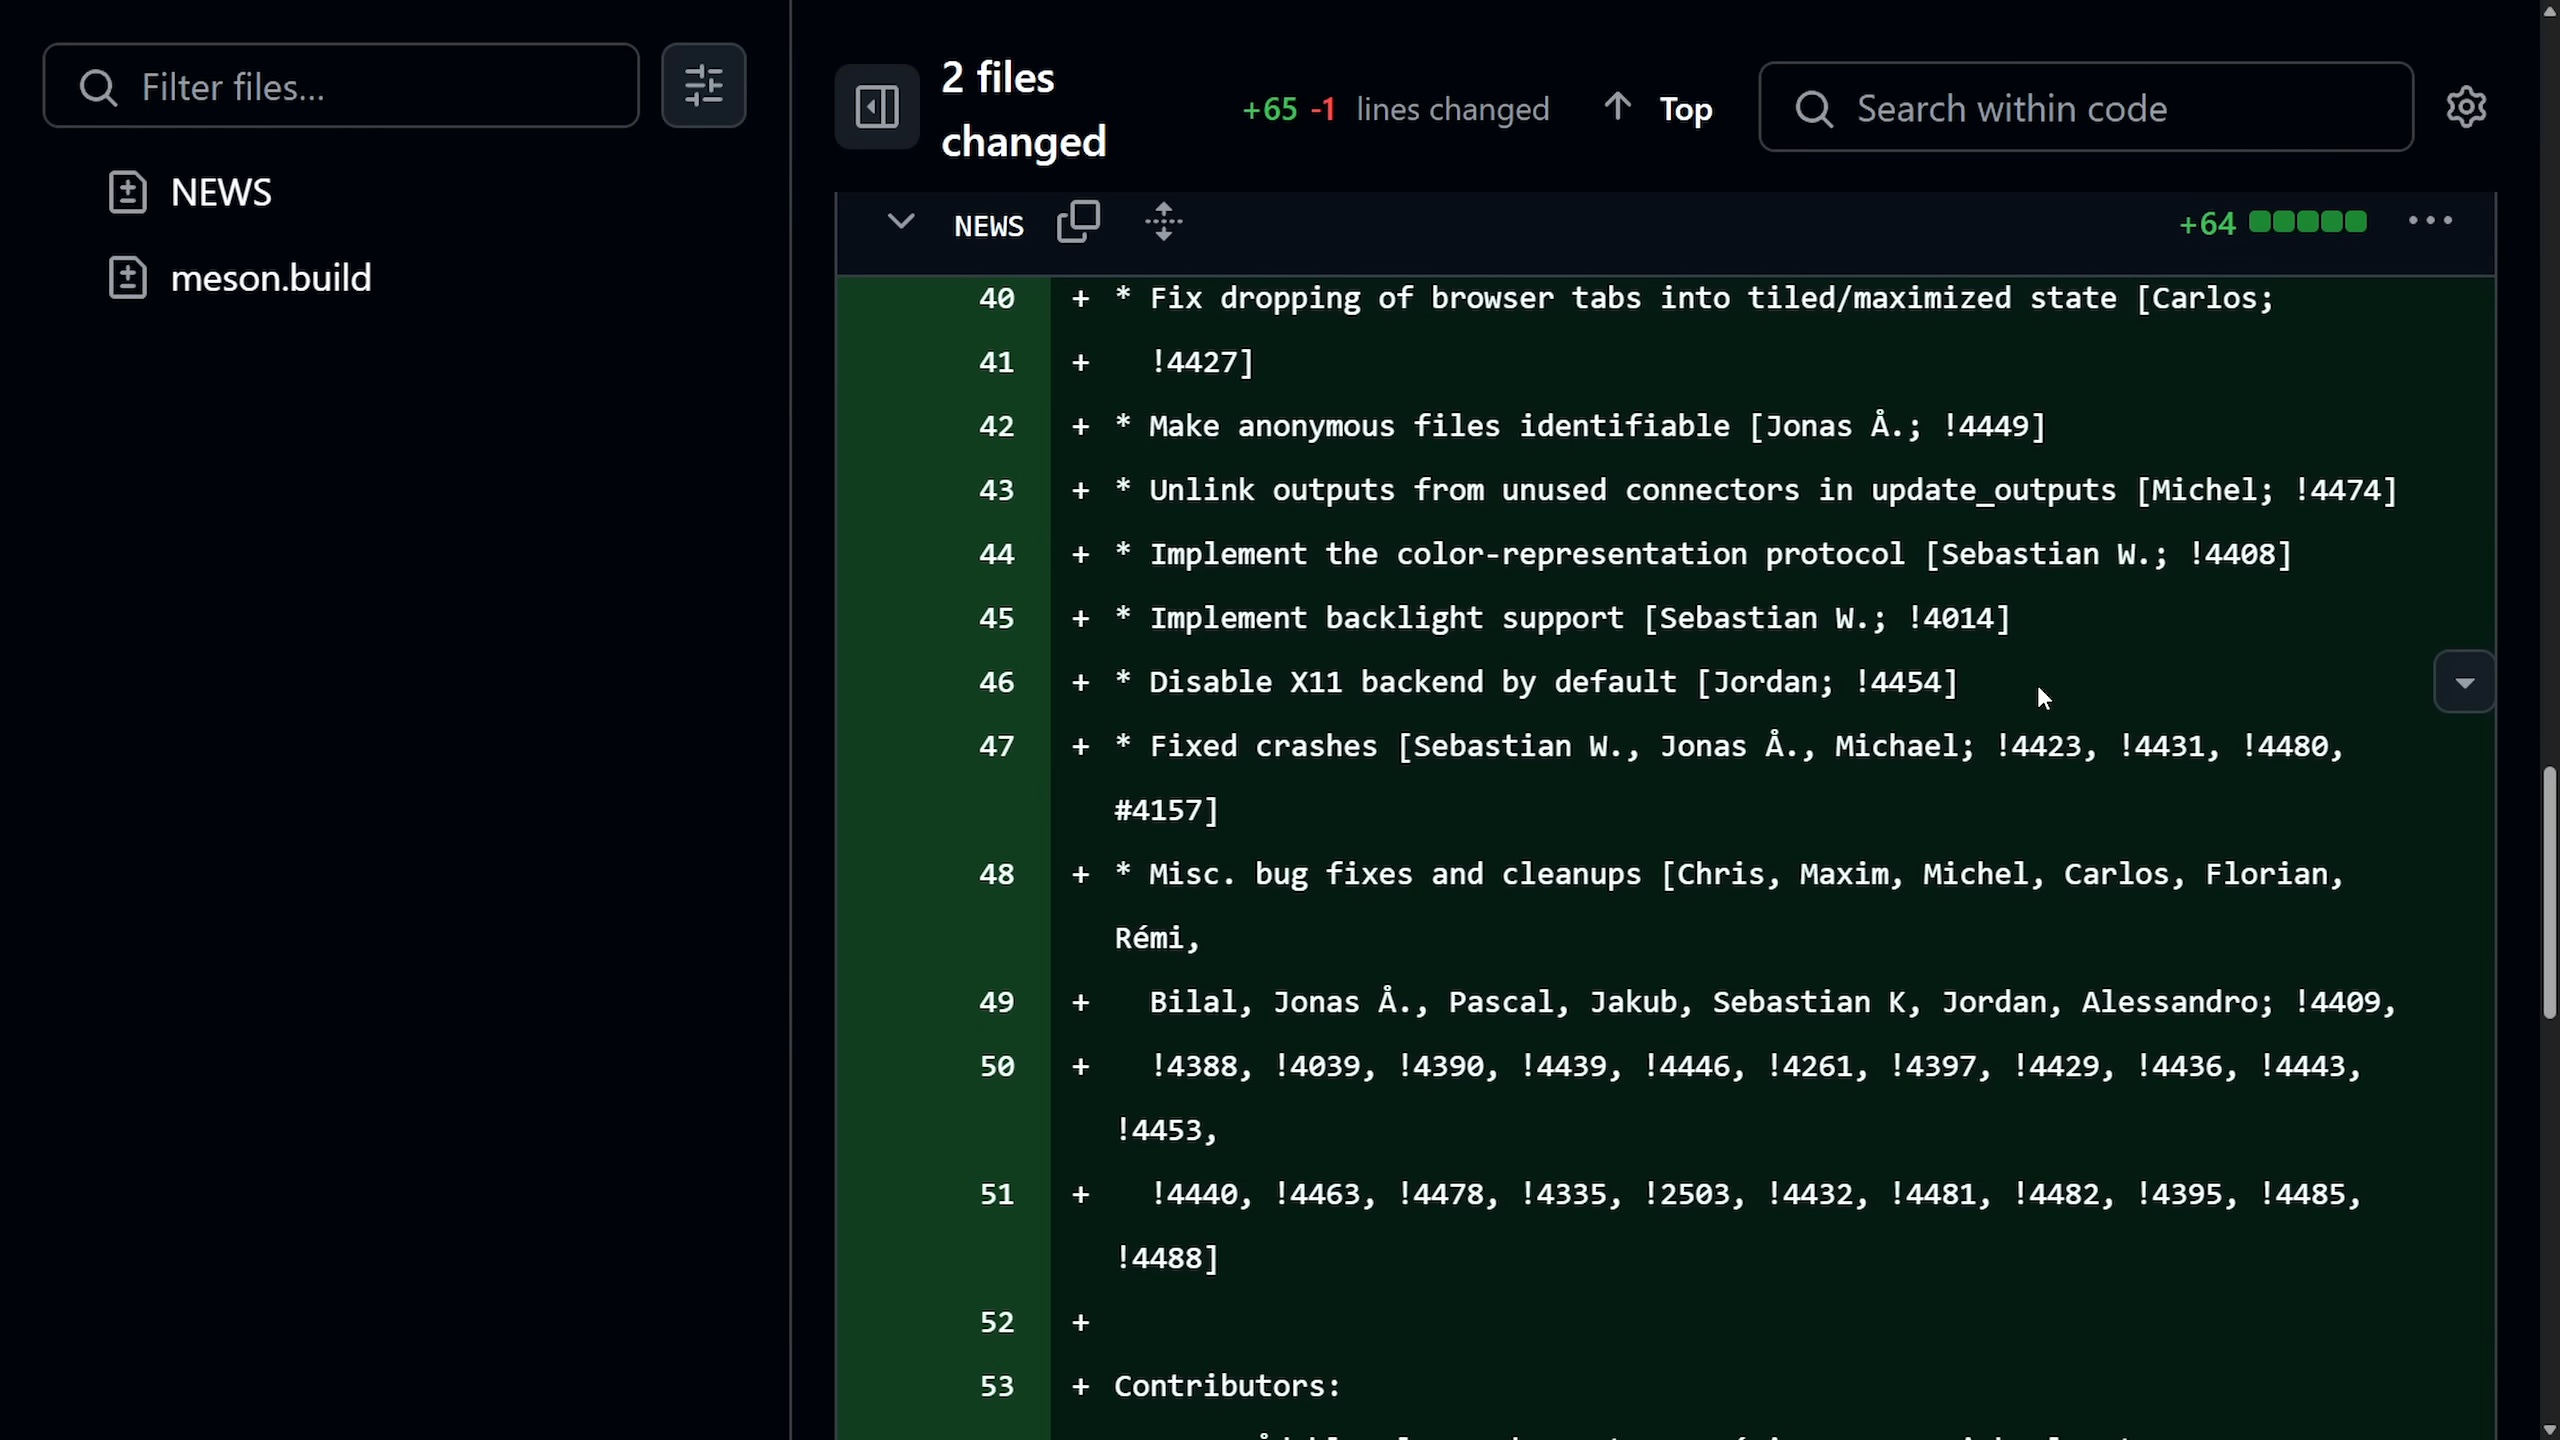 Filter files...
NEWS
meson.build
2 files
changed
+65 -1 lines changed
Top
Search within code
NEWS
+64
40 + * Fix dropping of browser tabs into tiled/maximized state [Carlos;
41 + !4427]
42 + * Make anonymous files identifiable [Jonas Å.; !4449]
43 + * Unlink outputs from unused connectors in update_outputs [Michel; !4474]
44 + * Implement the color-representation protocol [Sebastian W.; !4408]
45 + * Implement backlight support [Sebastian W.; !4014]
46 + * Disable X11 backend by default [Jordan; !4454]
47 + * Fixed crashes [Sebastian W., Jonas Å., Michael; !4423, !4431, !4480,
#4157]
48 + * Misc. bug fixes and cleanups [Chris, Maxim, Michel, Carlos, Florian,
Rémi,
49 + Bilal, Jonas Å., Pascal, Jakub, Sebastian K, Jordan, Alessandro; !4409,
50 + !4388, !4039, !4390, !4439, !4446, !4261, !4397, !4429, !4436, !4443,
!4453,
51 + !4440, !4463, !4478, !4335, !2503, !4432, !4481, !4482, !4395, !4485,
!4488]
52 +
53 + Contributors: